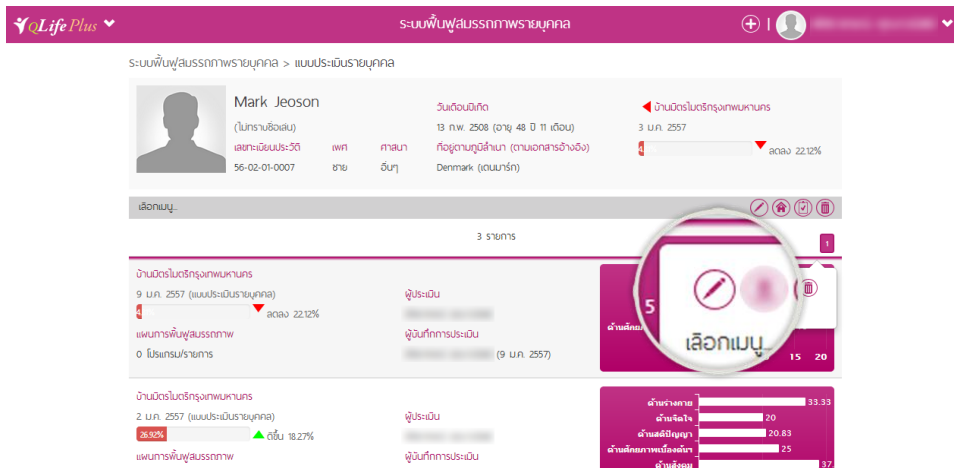 QLife Plus
ระบบฟื้นฟูสมรรถภาพรายบุคคล
ระบบฟื้นฟูสมรรถภาพรายบุคคล > แบบประเมินรายบุคคล
Mark Jeoson
(ไม่ทราบชื่อเล่น)
เลขทะเบียนประวัติ เพศ ศาสนา
56-02-01-0007 ชาย อื่นๆ
วันเดือนปีเกิด
13 ก.พ. 2508 (อายุ 48 ปี 11 เดือน)
ที่อยู่ตามภูมิลำเนา (ตามเอกสารอ้างอิง)
Denmark (เดนมาร์ก)
บ้านมิตรไมตรีกรุงเทพมหานคร
3 ม.ค. 2557
ลดลง 22.12%
เลือกเมนู...
3 รายการ
1
บ้านมิตรไมตรีกรุงเทพมหานคร
9 ม.ค. 2557 (แบบประเมินรายบุคคล)
ลดลง 22.12%
แผนการฟื้นฟูสมรรถภาพ
0 โปรแกรม/รายการ
ผู้ประเมิน
ผู้บันทึกการประเมิน
(9 ม.ค. 2557)
5
เลือกเมนู...
15 20
บ้านมิตรไมตรีกรุงเทพมหานคร
2 ม.ค. 2557 (แบบประเมินรายบุคคล)
26.92% ดีขึ้น 18.27%
แผนการฟื้นฟูสมรรถภาพ
ผู้ประเมิน
ผู้บันทึกการประเมิน
ด้านร่างกาย 33.33
ด้านจิตใจ 20
ด้านสติปัญญา 20.83
ด้านศักยภาพเบื้องต้นฯ 25
ด้านสังคม 37